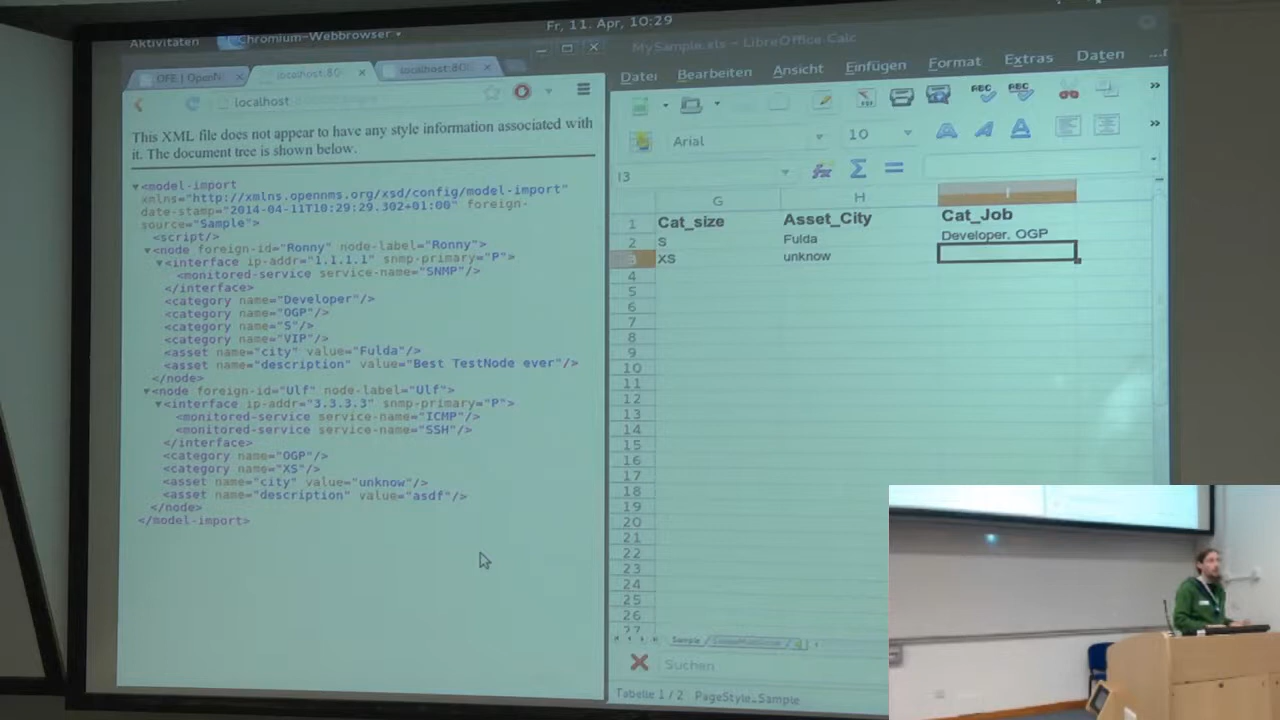 Fr, 11. Apr, 10:29
Aktivitäten Chromium-Webbrowser
OFE | OpenN localhost:80 localhost:80
localhost
This XML file does not appear to have any style information associated with
it. The document tree is shown below.
<model-import
xmlns="http://xmlns.opennms.org/xsd/config/model-import"
date-stamp="2014-04-11T10:29:29.302+01:00" foreign-
source="Sample">
<script/>
<node foreign-id="Ronny" node-label="Ronny">
<interface ip-addr="1.1.1.1" snmp-primary="P">
<monitored-service service-name="SNMP"/>
</interface>
<category name="Developer"/>
<category name="OGP"/>
<category name="S"/>
<category name="VIP"/>
<asset name="city" value="Fulda"/>
<asset name="description" value="Best TestNode ever"/>
</node>
<node foreign-id="Ulf" node-label="Ulf">
<interface ip-addr="3.3.3.3" snmp-primary="P">
<monitored-service service-name="ICMP"/>
<monitored-service service-name="SSH"/>
</interface>
<category name="OGP"/>
<category name="XS"/>
<asset name="city" value="unknow"/>
<asset name="description" value="asdf"/>
</node>
</model-import>
MySample.xls – LibreOffice Calc
Datei Bearbeiten Ansicht Einfügen Format Extras Daten
Arial 10
I3
G H I
1 Cat_size Asset_City Cat_Job
2 S Fulda Developer, OGP
3 XS unknow
4
5
6
7
8
9
10
11
12
13
14
15
16
17
18
19
20
21
22
23
24
25
26
27
Sample
Suchen
Tabelle 1 / 2 PageStyle_Sample